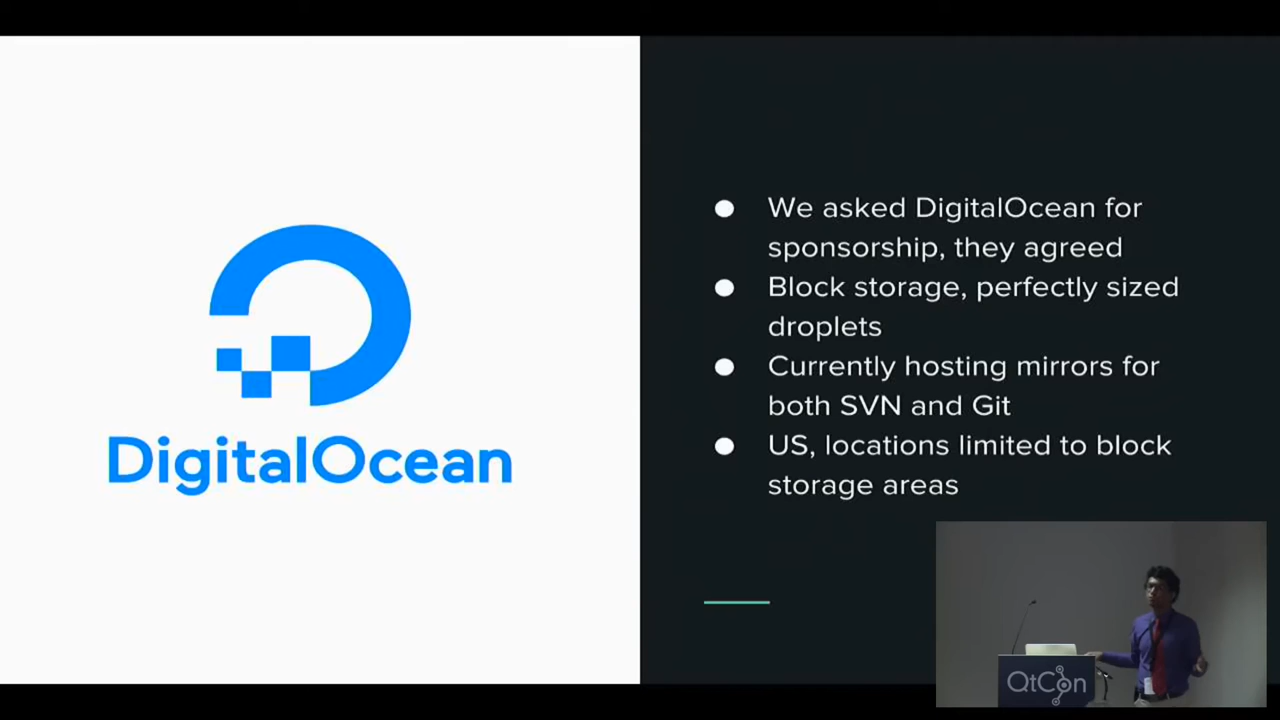 DigitalOcean
● We asked DigitalOcean for
sponsorship, they agreed
● Block storage, perfectly sized
droplets
● Currently hosting mirrors for
both SVN and Git
● US, locations limited to block
storage areas
QtCon